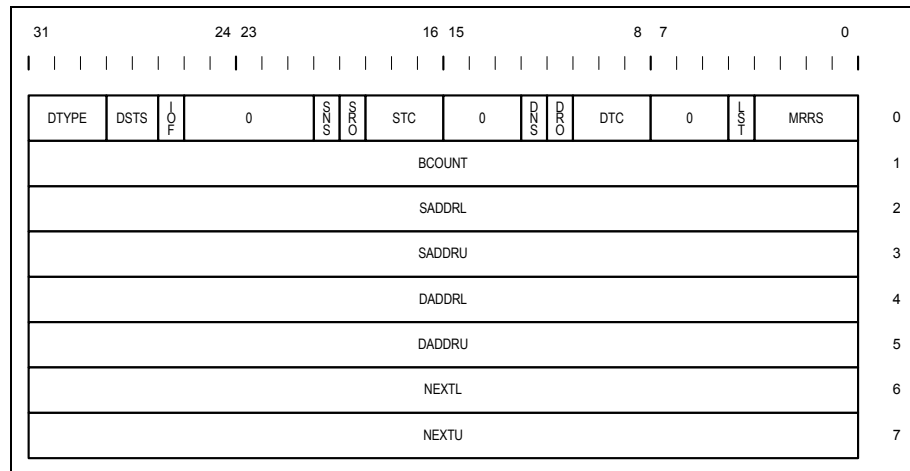 31 24 23 16 15 8 7 0
DTYPE DSTS IOF 0 SNS SRO STC 0 DNS DRO DTC 0 LST MRRS 0
BCOUNT 1
SADDRL 2
SADDRU 3
DADDRL 4
DADDRU 5
NEXTL 6
NEXTU 7